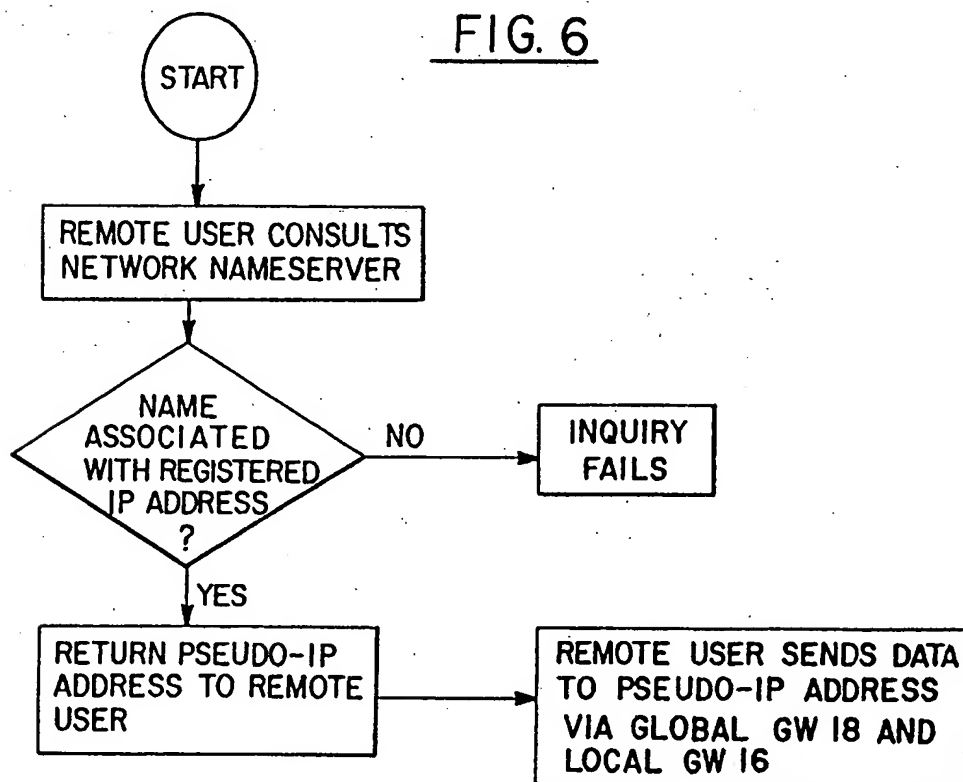 FIG. 6
START
REMOTE USER CONSULTS
NETWORK NAMESERVER
NAME
ASSOCIATED
WITH REGISTERED
IP ADDRESS
?
NO
INQUIRY
FAILS
YES
RETURN PSEUDO-IP
ADDRESS TO REMOTE
USER
REMOTE USER SENDS DATA
TO PSEUDO-IP ADDRESS
VIA GLOBAL GW 18 AND
LOCAL GW 16